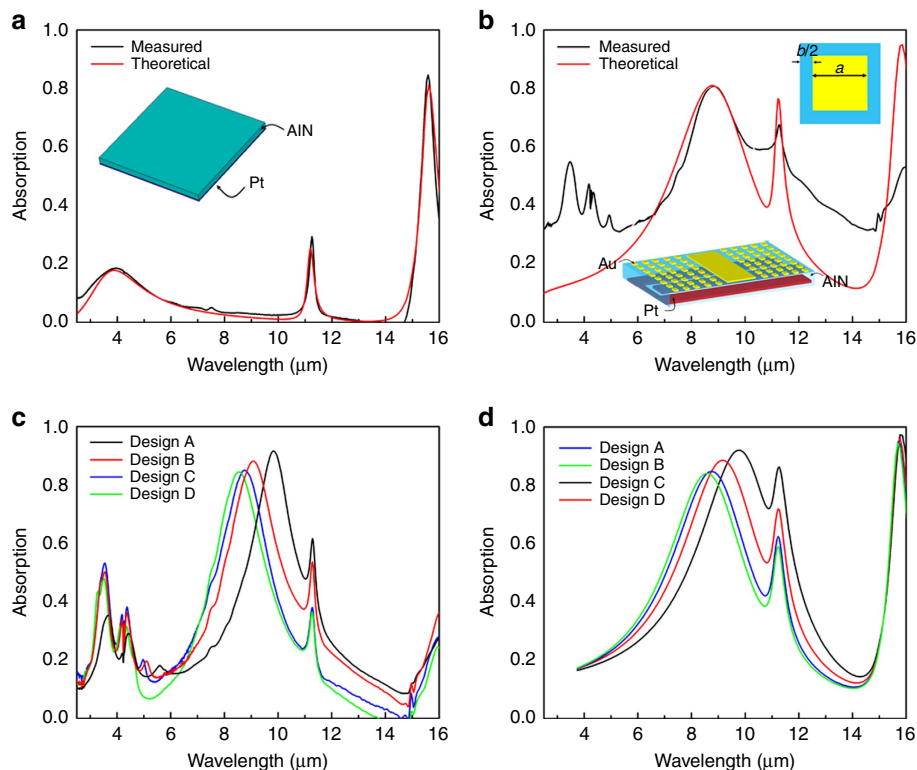 a
1.0
0.8
0.6
0.4
0.2
0.0
Absorption
Measured
Theoretical
AlN
Pt
4 6 8 10 12 14 16
Wavelength (μm)
b
1.0
0.8
0.6
0.4
0.2
0.0
Absorption
Measured
Theoretical
b/2
a
Au
AlN
Pt
4 6 8 10 12 14 16
Wavelength (μm)
c
1.0
0.8
0.6
0.4
0.2
0.0
Absorption
Design A
Design B
Design C
Design D
4 6 8 10 12 14 16
Wavelength (μm)
d
1.0
0.8
0.6
0.4
0.2
0.0
Absorption
Design A
Design B
Design C
Design D
4 6 8 10 12 14 16
Wavelength (μm)